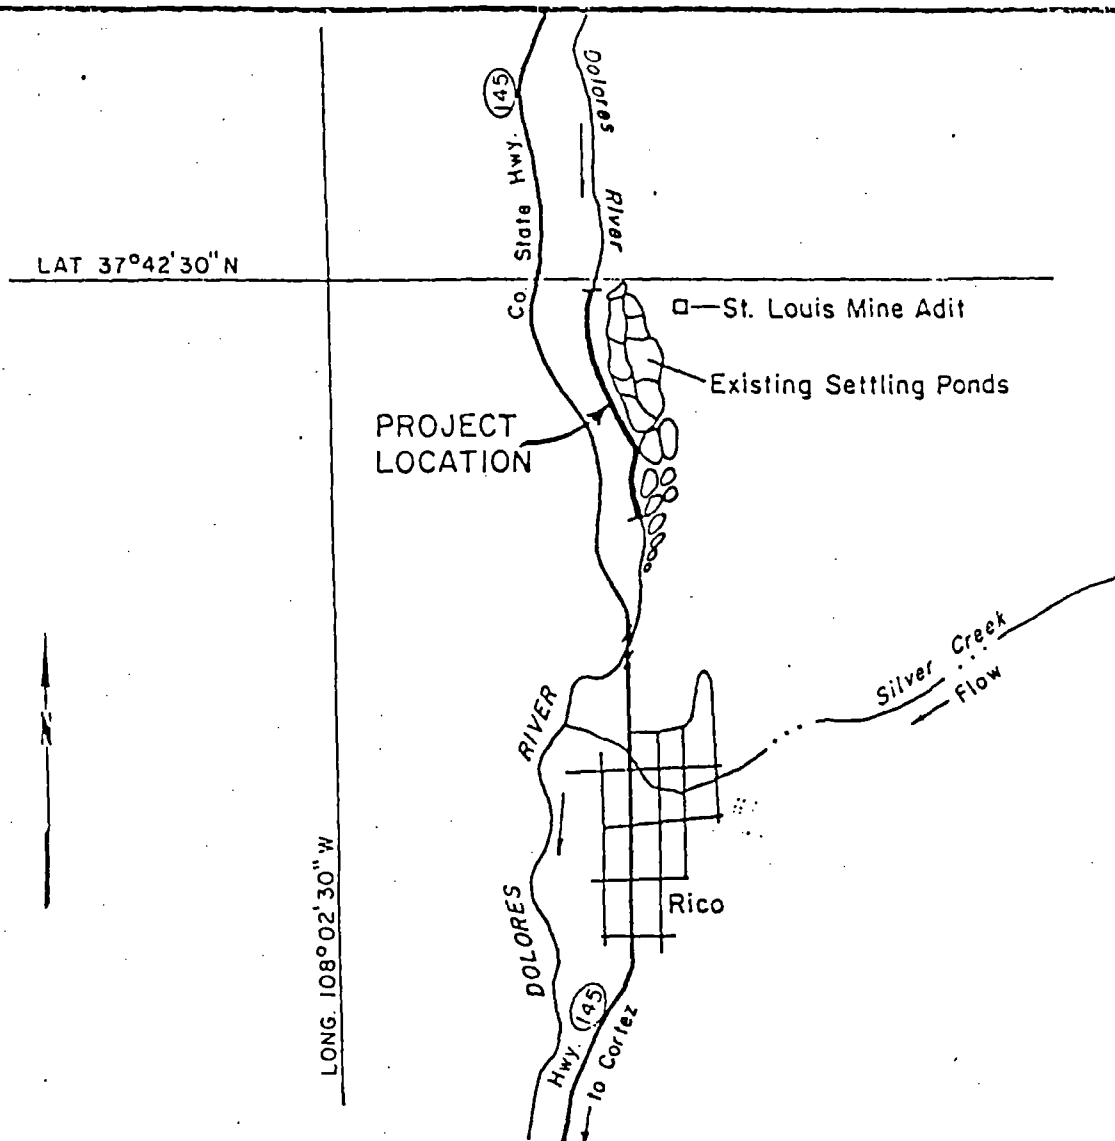 Dolores River
145
Co. State Hwy.
LAT 37°42'30"N
St. Louis Mine Adit
Existing Settling Ponds
PROJECT
LOCATION
Silver Creek
Flow
N
RIVER
DOLORES
Rico
LONG. 108°02'30"W
Hwy. 145
to Cortez